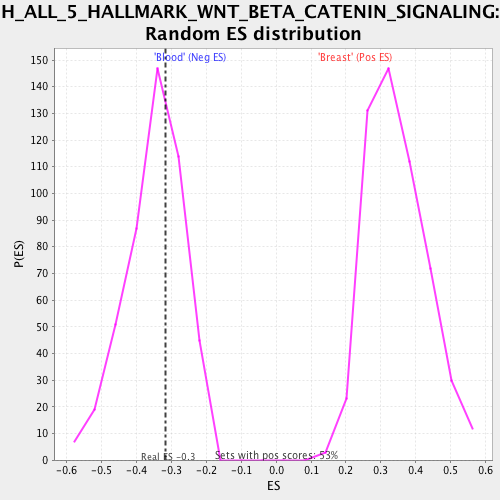 H_ALL_5_HALLMARK_WNT_BETA_CATENIN_SIGNALING:
Random ES distribution
'Blood' (Neg ES)
'Breast' (Pos ES)
150
140
130
120
110
100
90
80
70
60
50
40
30
20
10
0
P(ES)
Real ES -0.3
Sets with pos scores: 53%
-0.6 -0.5 -0.4 -0.3 -0.2 -0.1 0.0 0.1 0.2 0.3 0.4 0.5 0.6
ES